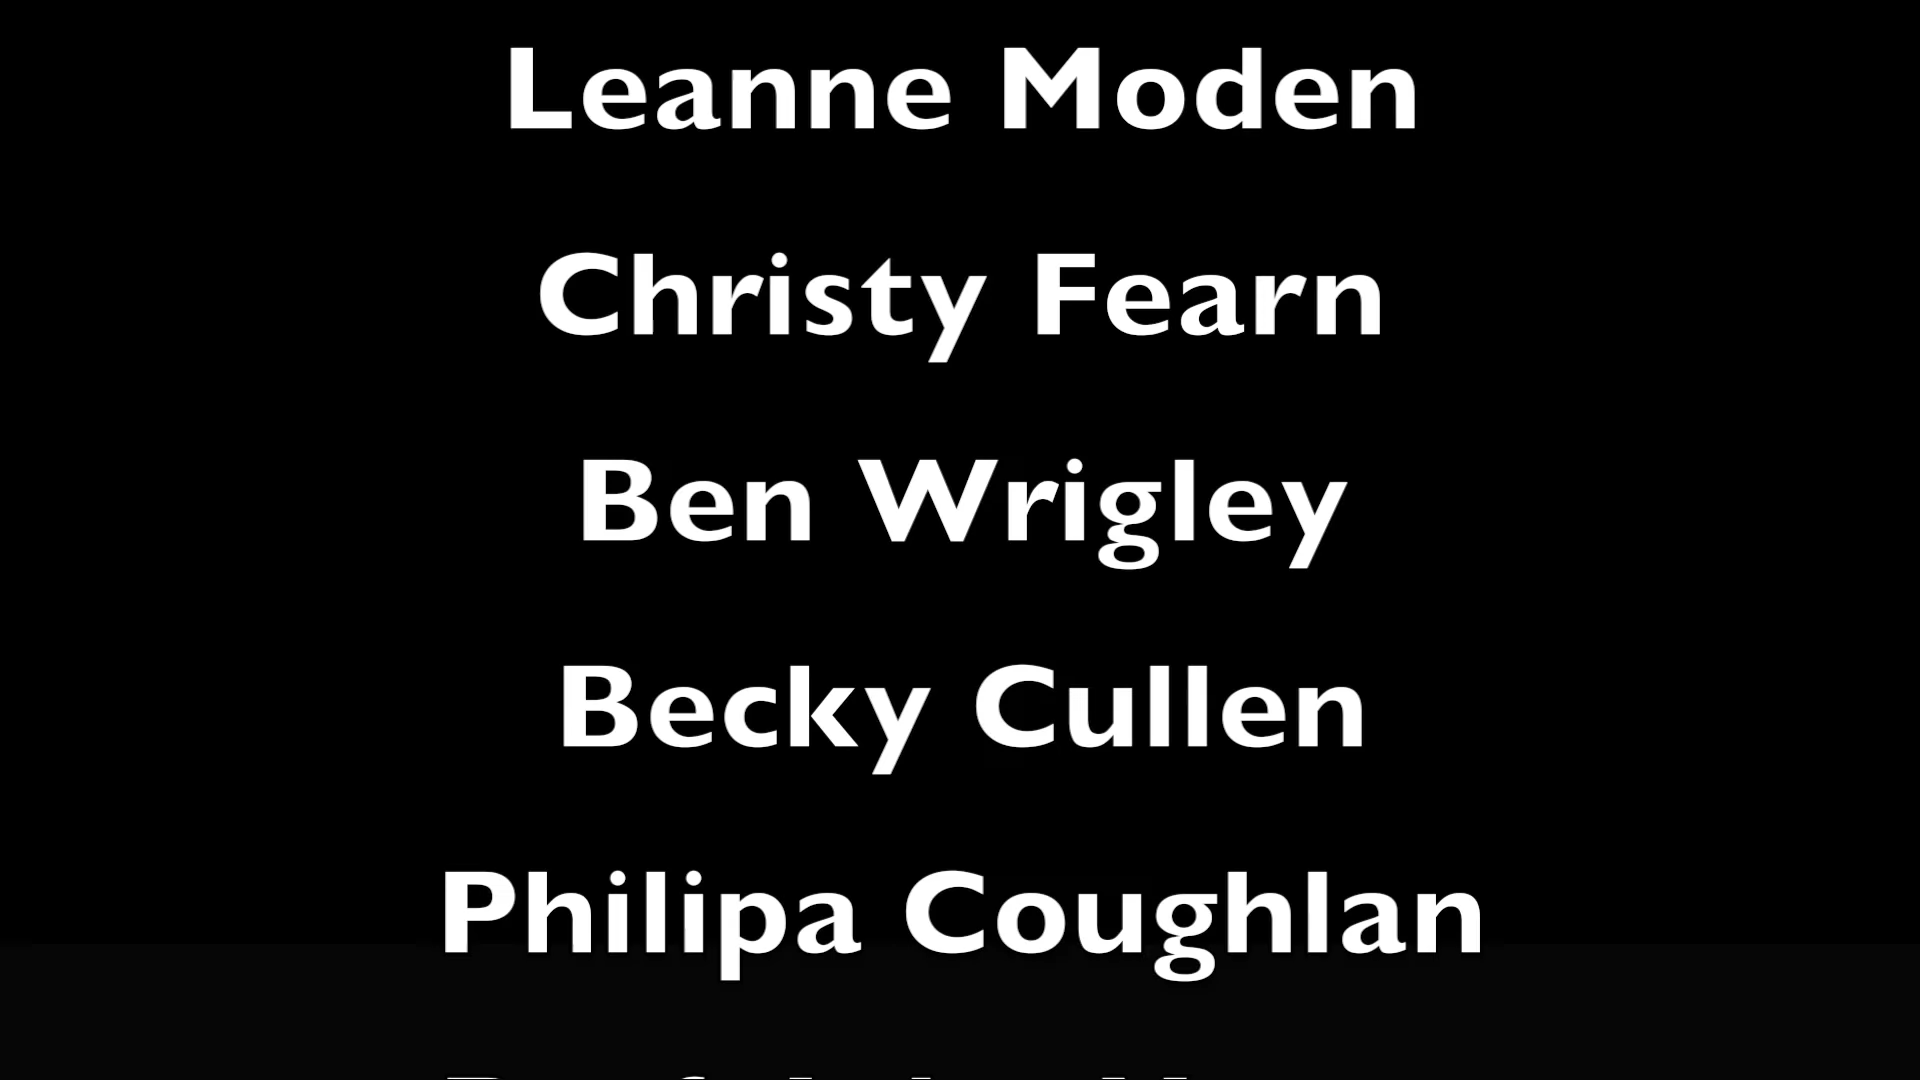 Leanne Moden
Christy Fearn
Ben Wrigley
Becky Cullen
Philipa Coughlan